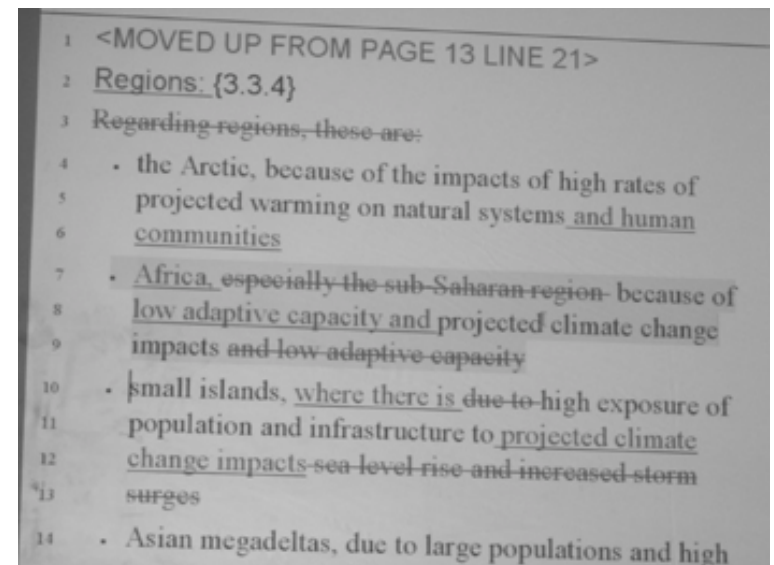 1 <MOVED UP FROM PAGE 13 LINE 21>
2 Regions: {3.3.4}
3 Regarding regions, these are:
4 • the Arctic, because of the impacts of high rates of
5 projected warming on natural systems and human
6 communities
7 • Africa, especially the sub-Saharan region because of
8 low adaptive capacity and projected climate change
9 impacts and low adaptive capacity
10 • small islands, where there is due to high exposure of
11 population and infrastructure to projected climate
12 change impacts sea level rise and increased storm
13 surges
14 • Asian megadeltas, due to large populations and high